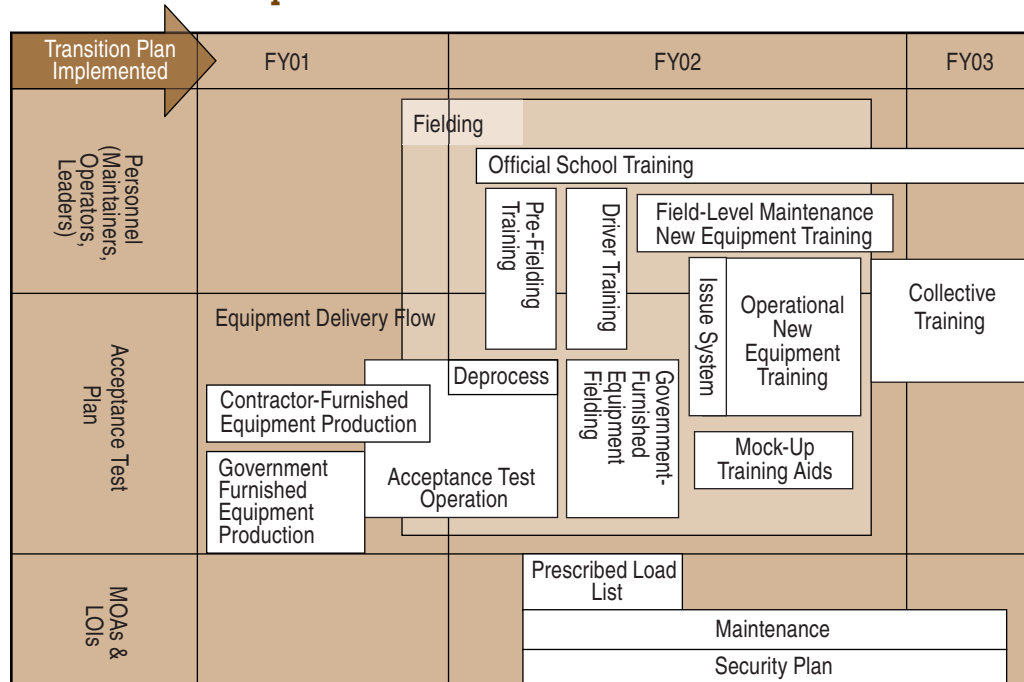 Transition Plan
Implemented
FY01
FY02
FY03
Personnel
(Maintainers,
Operators,
Leaders)
Fielding
Official School Training
Pre-Fielding
Training
Driver Training
Field-Level Maintenance
New Equipment Training
Issue System
Operational
New
Equipment
Training
Collective
Training
Acceptance Test
Plan
Equipment Delivery Flow
Deprocess
Contractor-Furnished
Equipment Production
Government
Furnished
Equipment
Production
Acceptance Test
Operation
Government-
Furnished
Equipment
Fielding
Mock-Up
Training Aids
MOAs &
LOIs
Prescribed Load
List
Maintenance
Security Plan